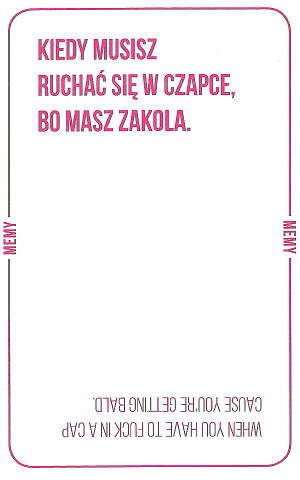 KIEDY MUSISZ
RUCHAĆ SIĘ W CZAPCE,
BO MASZ ZAKOLA.
MEMY
MEMY
WHEN YOU HAVE TO FUCK IN A CAP
CAUSE YOU'RE GETTING BALD.